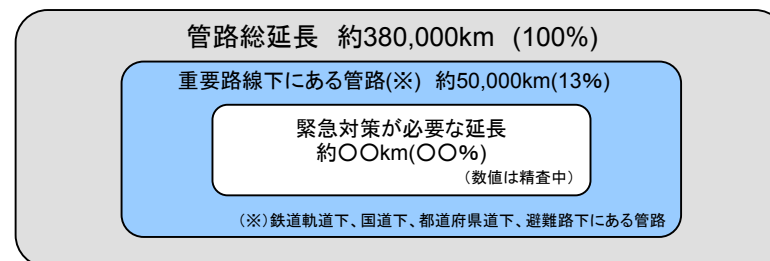 管路総延長 約380,000km (100%)
重要路線下にある管路(※) 約50,000km(13%)
緊急対策が必要な延長
約〇〇km(〇〇%)
(数値は精査中)
(※)鉄道軌道下、国道下、都道府県道下、避難路下にある管路